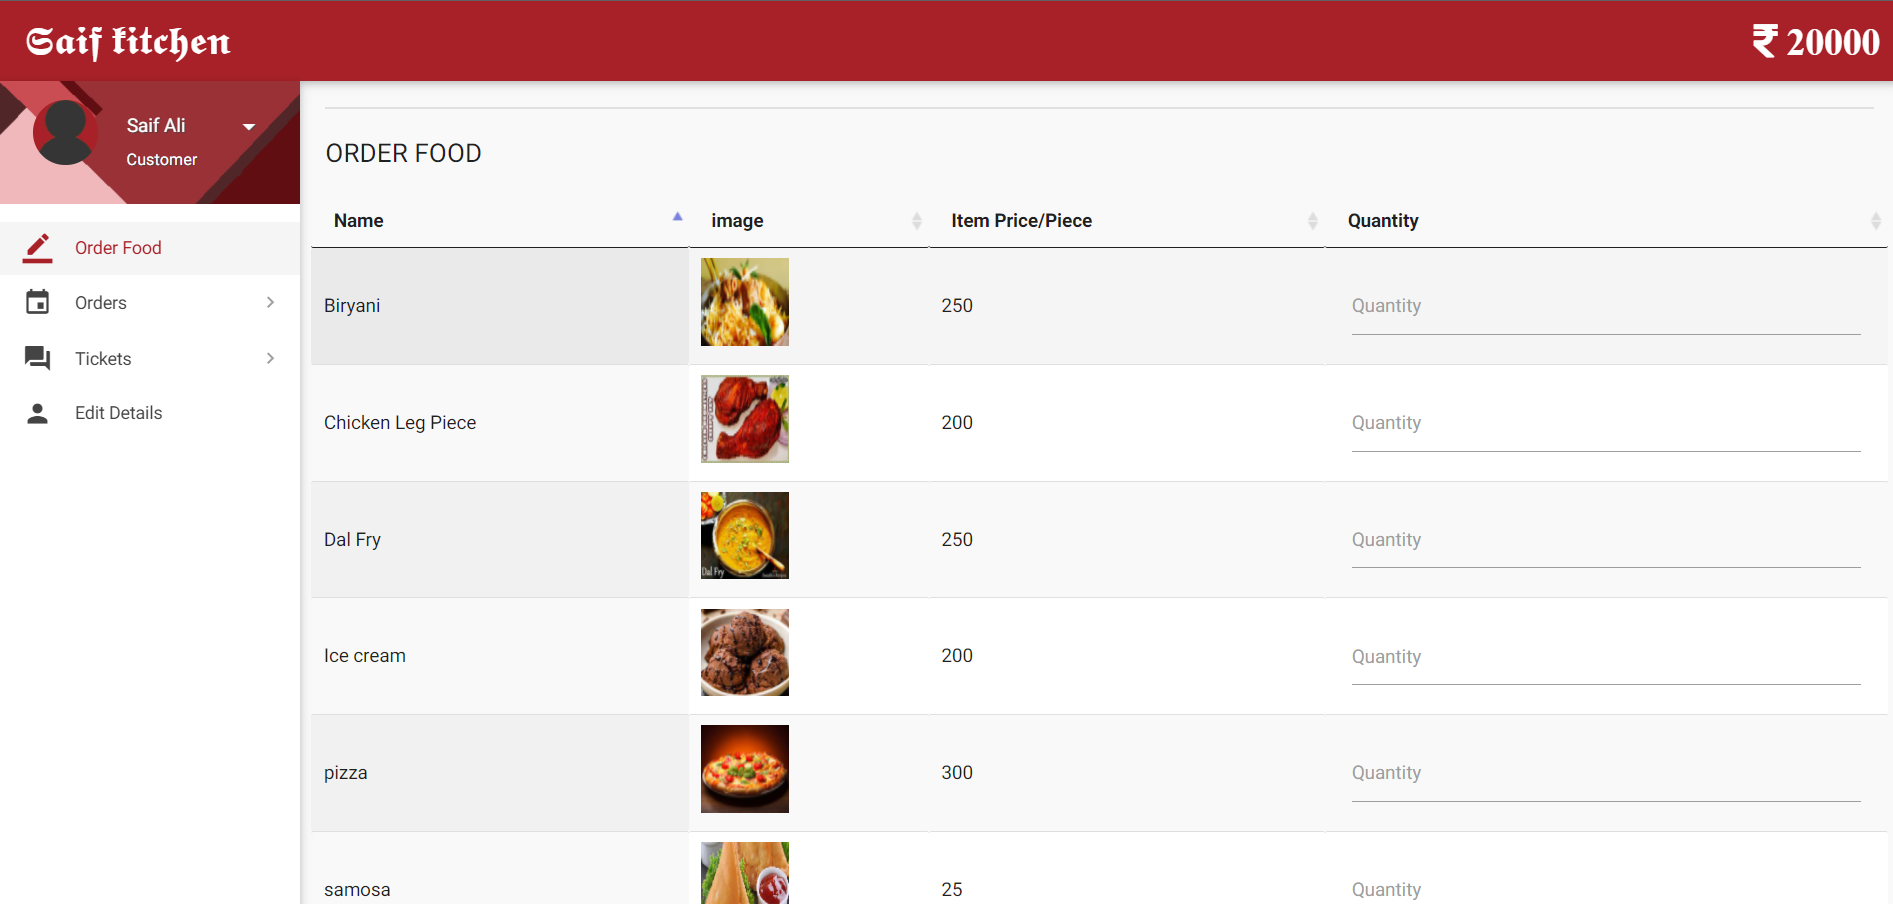 Saif kitchen
₹ 20000
Saif Ali
Customer
Order Food
Orders
Tickets
Edit Details
ORDER FOOD
Name image Item Price/Piece Quantity
Biryani 250 Quantity
Chicken Leg Piece 200 Quantity
Dal Fry 250 Quantity
Dal Fry
Ice cream 200 Quantity
pizza 300 Quantity
samosa 25 Quantity